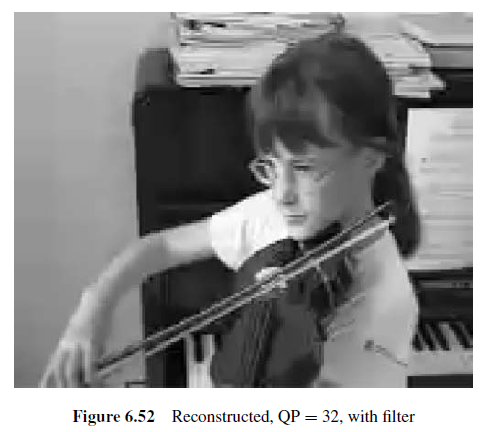 Figure 6.52 Reconstructed, QP = 32, with filter